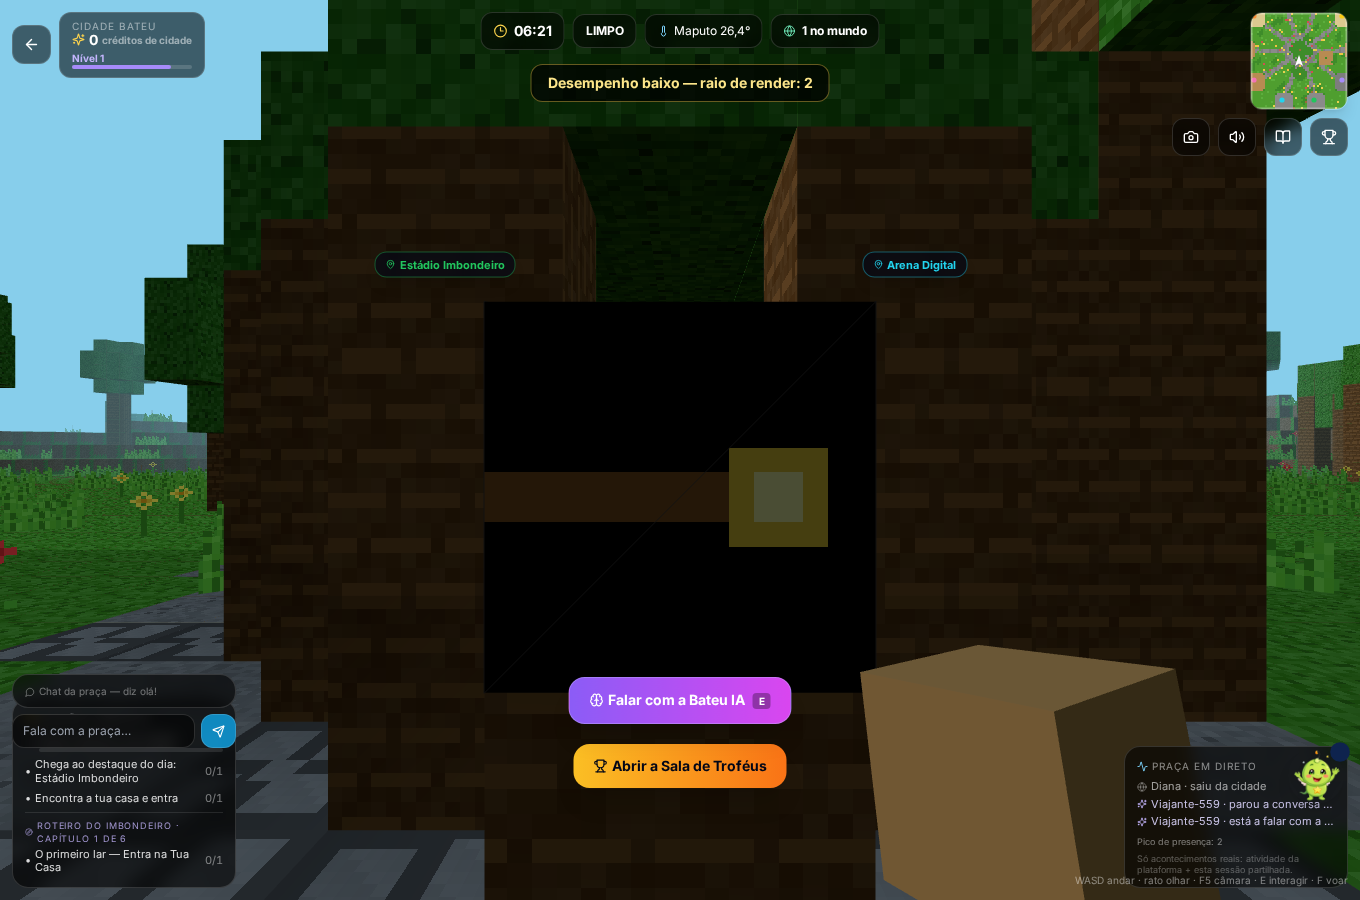 CIDADE BATEU
0 créditos de cidade
Nível 1
06:21
LIMPO
Maputo 26,4°
1 no mundo
Desempenho baixo — raio de render: 2
Estádio Imbondeiro
Arena Digital
Falar com a Bateu IA E
Abrir a Sala de Troféus
Chat da praça — diz olá!
Fala com a praça...
• Chega ao destaque do dia:
Estádio Imbondeiro 0/1
• Encontra a tua casa e entra 0/1
ROTEIRO DO IMBONDEIRO ·
CAPÍTULO 1 DE 6
• O primeiro lar — Entra na Tua
Casa 0/1
PRAÇA EM DIRETO
Diana · saiu da cidade
Viajante-559 · parou a conversa ...
Viajante-559 · está a falar com a ...
Pico de presença: 2
Só acontecimentos reais: atividade da
plataforma + esta sessão partilhada.
WASD andar · rato olhar · F5 câmara · E interagir · F voar